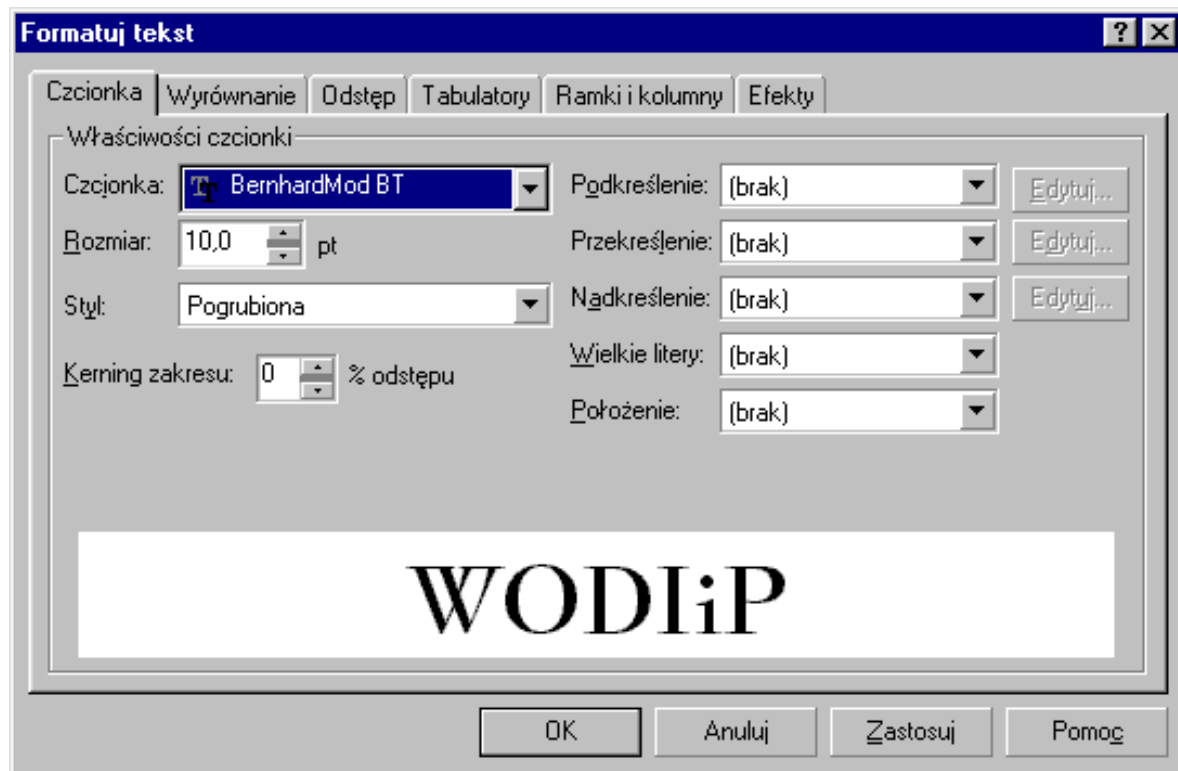 Formatuj tekst
Czcionka Wyrównanie Odstęp Tabulatory Ramki i kolumny Efekty
Właściwości czcionki
Czcionka: BernhardMod BT Podkreślenie: (brak) Edytuj...
Rozmiar: 10,0 pt Przekreślenie: (brak) Edytuj...
Styl: Pogrubiona Nadkreślenie: (brak) Edytuj...
Wielkie litery: (brak)
Kerning zakresu: 0 % odstępu
Położenie: (brak)
WODIiP
OK Anuluj Zastosuj Pomoc